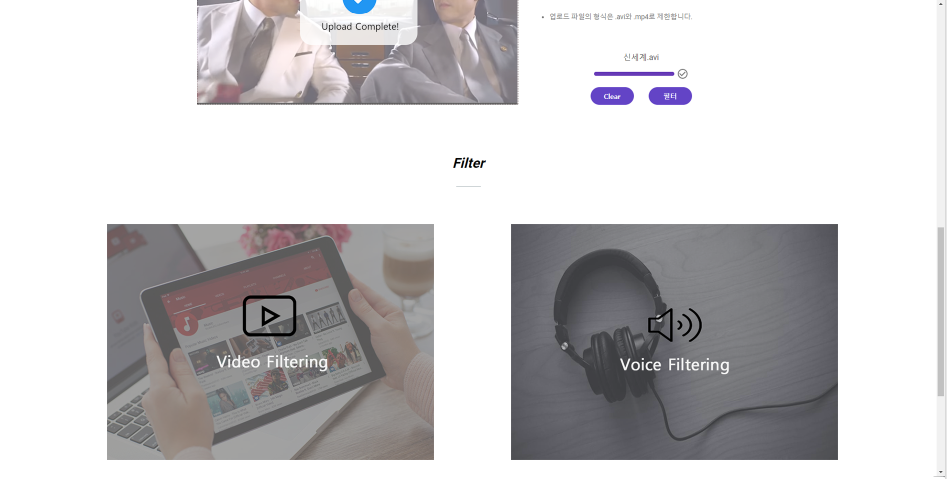 Upload Complete!
• 업로드 파일의 형식은 .avi와 .mp4로 제한합니다.
신세계.avi
Clear
필터
Filter
Video Filtering
Voice Filtering